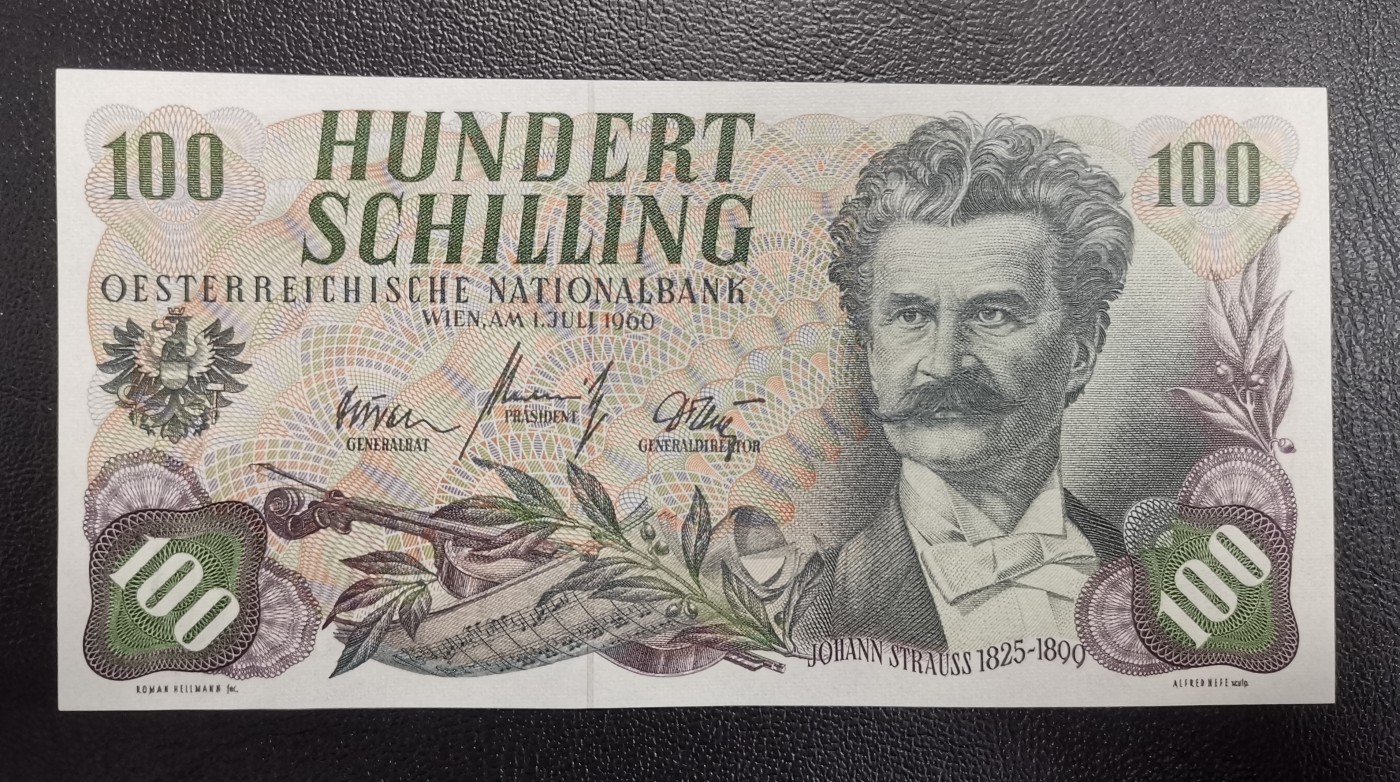 100
HUNDERT
SCHILLING
100
OESTERREICHISCHE NATIONALBANK
WIEN, AM 1. JULI 1960
GENERALRAT
PRÄSIDENT
GENERALDIREKTOR
100
100
JOHANN STRAUSS 1825-1899
ROMAN HELLMANN fec.
ALFRED NEFE sculp.